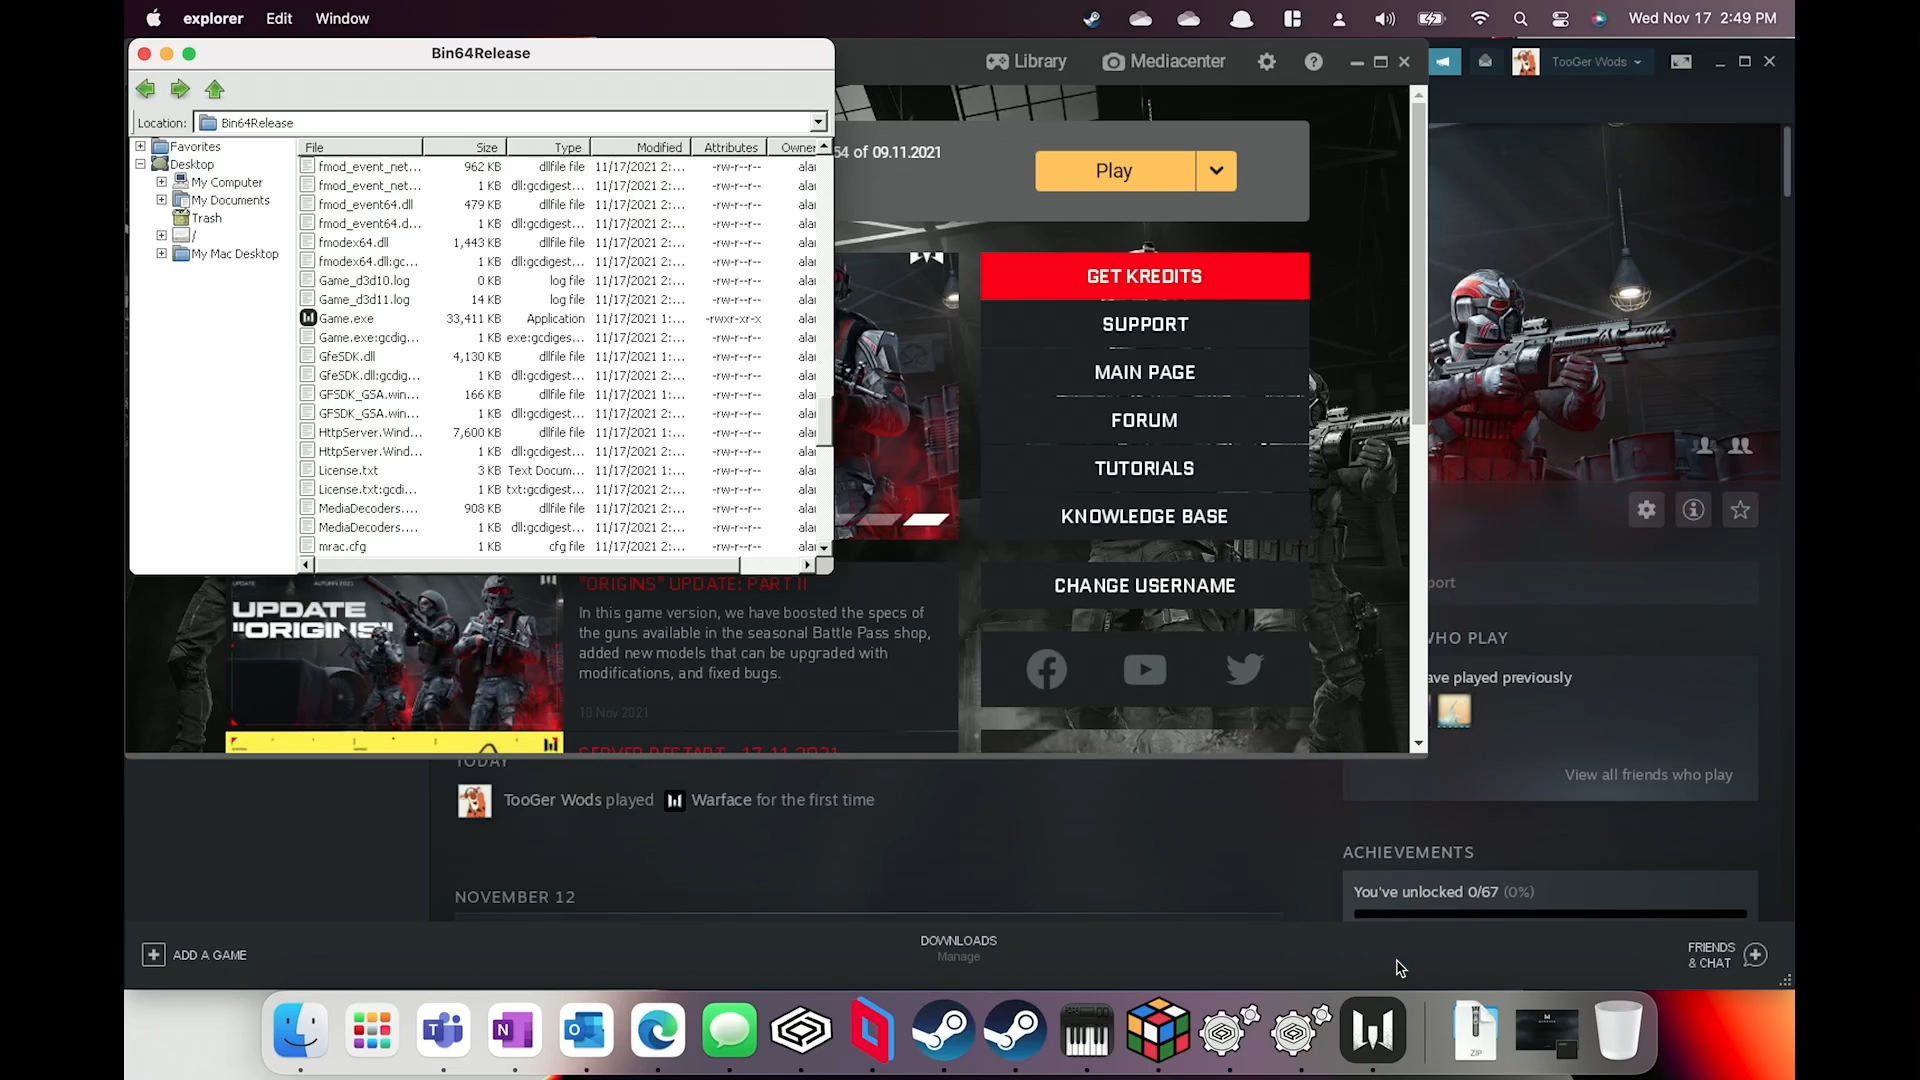 explorer Edit Window
Wed Nov 17 2:49 PM
Bin64Release
Location: Bin64Release
Favorites
Desktop
My Computer
My Documents
Trash
/
My Mac Desktop
File Size Type Modified Attributes Owner
fmod_event_net... 962 KB dllfile file 11/17/2021 2:... -rw-r--r-- alan
fmod_event_net... 1 KB dll:gcdigest... 11/17/2021 2:... -rw-r--r--
fmod_event64.dll 479 KB dllfile file 11/17/2021 2:... -rw-r--r--
fmod_event64.d... 1 KB dll:gcdigest... 11/17/2021 2:... -rw-r--r--
fmodex64.dll 1,443 KB dllfile file 11/17/2021 2:... -rw-r--r--
fmodex64.dll:gc... 1 KB dll:gcdigest... 11/17/2021 2:... -rw-r--r--
Game_d3d10.log 0 KB log file 11/17/2021 2:... -rw-r--r--
Game_d3d11.log 14 KB log file 11/17/2021 2:... -rw-r--r--
Game.exe 33,411 KB Application 11/17/2021 1:... -rwxr-xr-x
Game.exe:gcdig... 1 KB exe:gcdiges... 11/17/2021 2:... -rw-r--r--
GfeSDK.dll 4,130 KB dllfile file 11/17/2021 1:... -rw-r--r--
GfeSDK.dll:gcdig... 1 KB dll:gcdigest... 11/17/2021 2:... -rw-r--r--
GFSDK_GSA.win... 166 KB dllfile file 11/17/2021 1:... -rw-r--r--
GFSDK_GSA.win... 1 KB dll:gcdigest... 11/17/2021 2:... -rw-r--r--
HttpServer.Wind... 7,600 KB dllfile file 11/17/2021 1:... -rw-r--r--
HttpServer.Wind... 1 KB dll:gcdigest... 11/17/2021 2:... -rw-r--r--
License.txt 3 KB Text Docum... 11/17/2021 1:... -rw-r--r--
License.txt:gcdi... 1 KB txt:gcdigest... 11/17/2021 2:... -rw-r--r--
MediaDecoders.... 908 KB dllfile file 11/17/2021 2:... -rw-r--r--
MediaDecoders.... 1 KB dll:gcdigest... 11/17/2021 2:... -rw-r--r--
mrac.cfg 1 KB cfg file 11/17/2021 2:... -rw-r--r--
Library Mediacenter
TooGer Wods
54 of 09.11.2021
Play
GET KREDITS
SUPPORT
MAIN PAGE
FORUM
TUTORIALS
KNOWLEDGE BASE
CHANGE USERNAME
UPDATE AUTUMN 2021
UPDATE
"ORIGINS"
"ORIGINS" UPDATE: PART II
In this game version, we have boosted the specs of
the guns available in the seasonal Battle Pass shop,
added new models that can be upgraded with
modifications, and fixed bugs.
10 Nov 2021
SERVER RESTART - 17.11.2021
port
WHO PLAY
ave played previously
View all friends who play
TODAY
TooGer Wods played Warface for the first time
NOVEMBER 12
ACHIEVEMENTS
You've unlocked 0/67 (0%)
ADD A GAME
DOWNLOADS
Manage
FRIENDS
& CHAT
ZIP